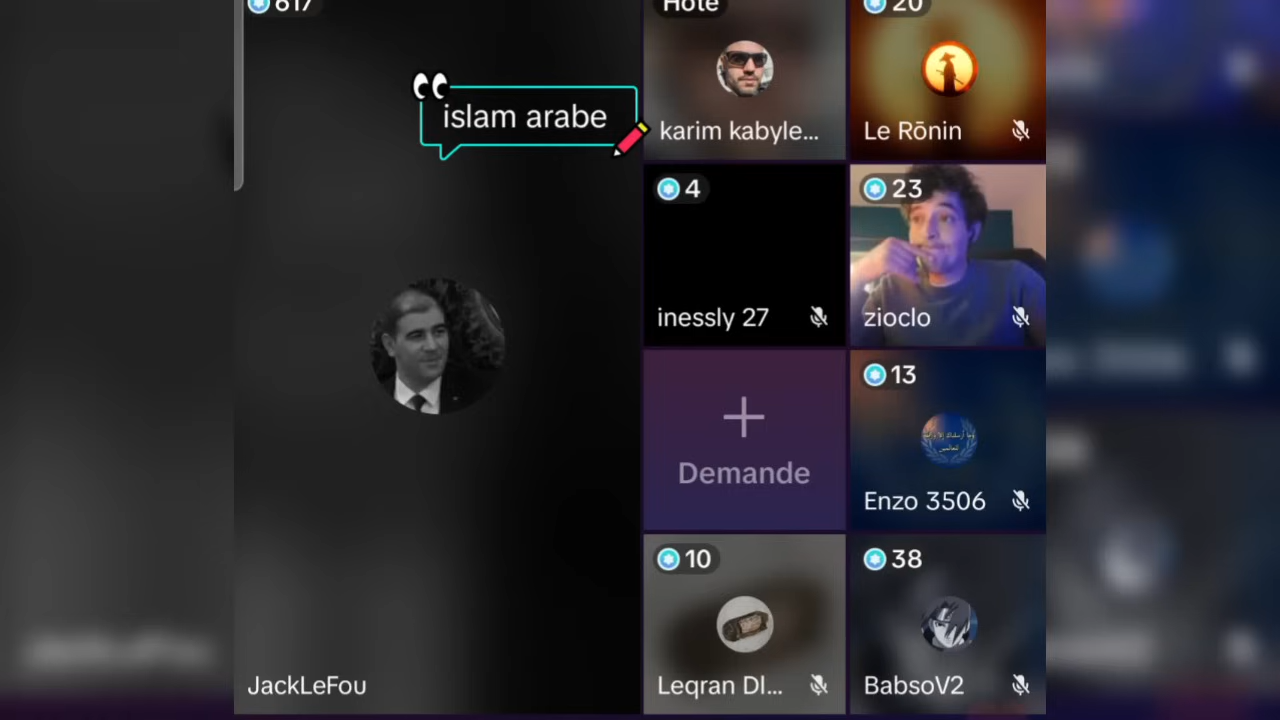 617
Hôte
20
islam arabe
karim kabyle...
Le Rōnin
4
23
inessly 27
zioclo
13
Demande
Enzo 3506
10
38
JackLeFou
Leqran Dl...
BabsoV2